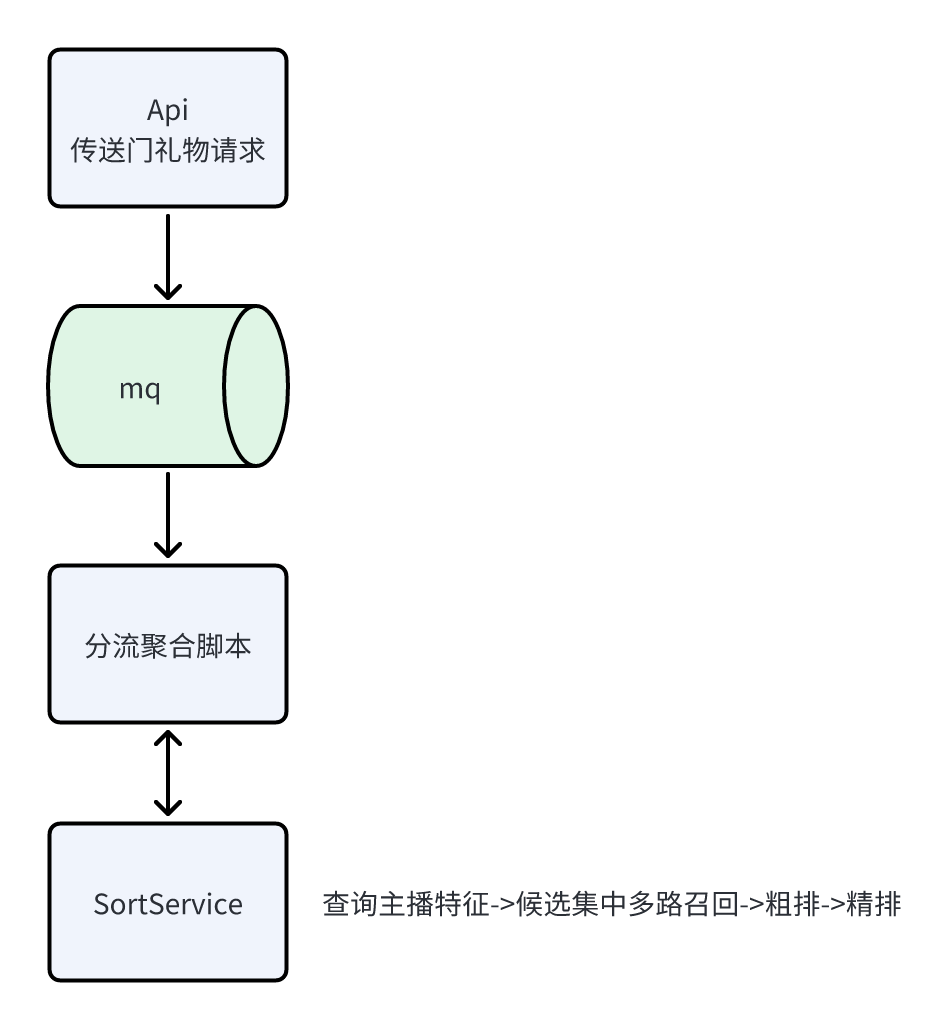 Api
传送门礼物请求
mq
分流聚合脚本
SortService
查询主播特征->候选集中多路召回->粗排->精排